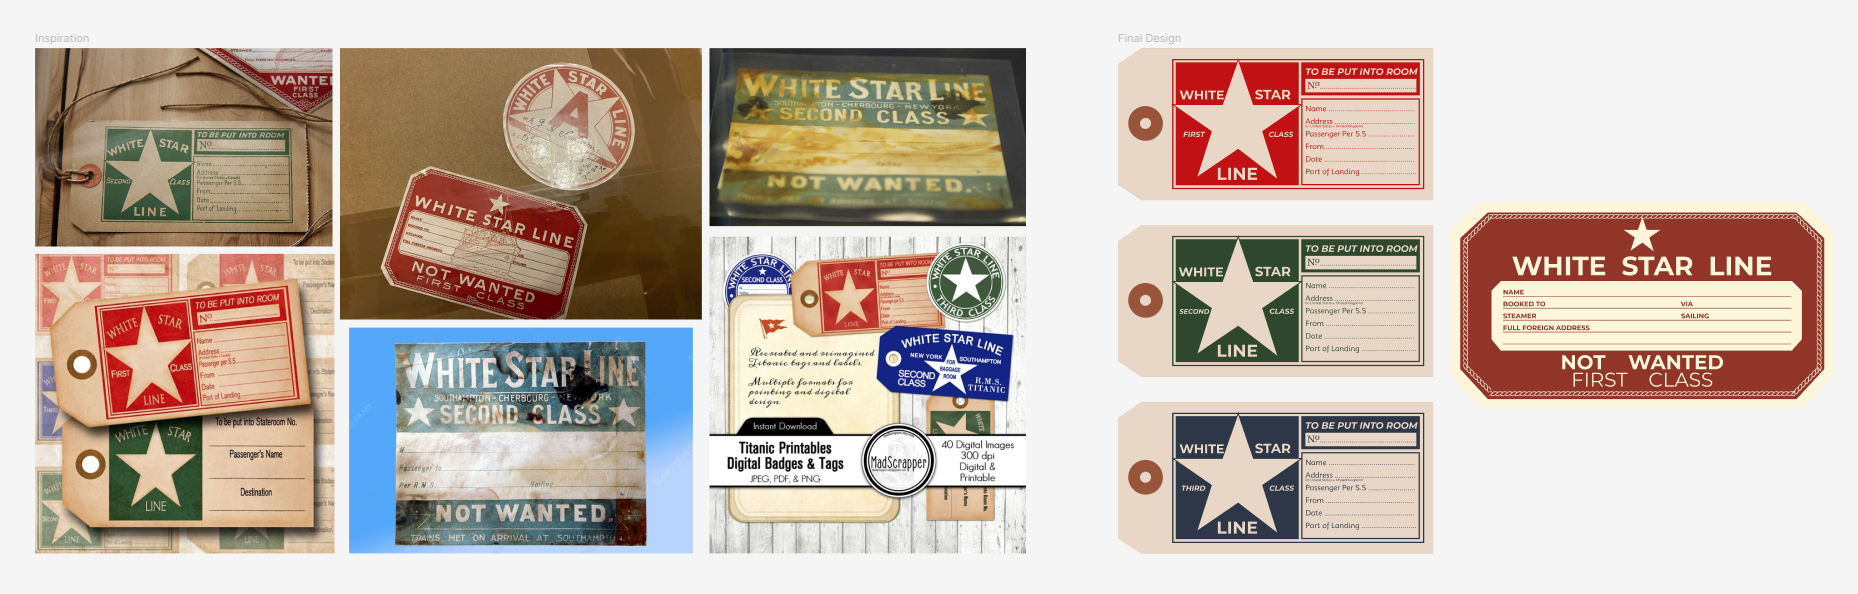 Inspiration
WANTED
FIRST
CLASS
WHITE STAR
SECOND CLASS
LINE
TO BE PUT INTO ROOM
Nº
Name
Address
Passenger Per S.S.
From
Date
Port of Landing
WHITE STAR LINE
A
WHITE STAR LINE
NOT WANTED
FIRST CLASS
WHITE STAR LINE
SOUTHAMPTON - CHERBOURG - NEW YORK
SECOND CLASS
NOT WANTED.
WHITE STAR
FIRST CLASS
LINE
TO BE PUT INTO ROOM
Nº
Name
Address
Passenger per S.S.
From
Date
Port of Landing
WHITE STAR
LINE
To be put into Stateroom No.
Passenger's Name
Destination
WHITE STAR LINE
SOUTHAMPTON - CHERBOURG - NEW YORK
SECOND CLASS
M
Passenger to
Per R.M.S.
Sailing
NOT WANTED.
TRAINS MET ON ARRIVAL AT SOUTHAMP
WHITE STAR LINE
SECOND CLASS
TO BE PUT INTO ROOM
WHITE STAR
LINE
WHITE STAR LINE
THIRD CLASS
Recreated and reimagined
Titanic tags and labels.
Multiple formats for
printing and digital
design.
WHITE STAR LINE
NEW YORK
SOUTHAMPTON
FOR
BAGGAGE
ROOM
SECOND
CLASS
R.M.S.
TITANIC
Instant Download
Titanic Printables
Digital Badges & Tags
JPEG, PDF, & PNG
MadScrapper
40 Digital Images
300 dpi
Digital &
Printable
Final Design
WHITE STAR
FIRST CLASS
LINE
TO BE PUT INTO ROOM
Nº
Name
Address
Passenger Per S.S
From
Date
Port of Landing
WHITE STAR
SECOND CLASS
LINE
TO BE PUT INTO ROOM
Nº
Name
Address
Passenger Per S.S
From
Date
Port of Landing
WHITE STAR
THIRD CLASS
LINE
TO BE PUT INTO ROOM
Nº
Name
Address
Passenger Per S.S
From
Date
Port of Landing
WHITE STAR LINE
NAME
BOOKED TO VIA
STEAMER SAILING
FULL FOREIGN ADDRESS
NOT WANTED
FIRST CLASS